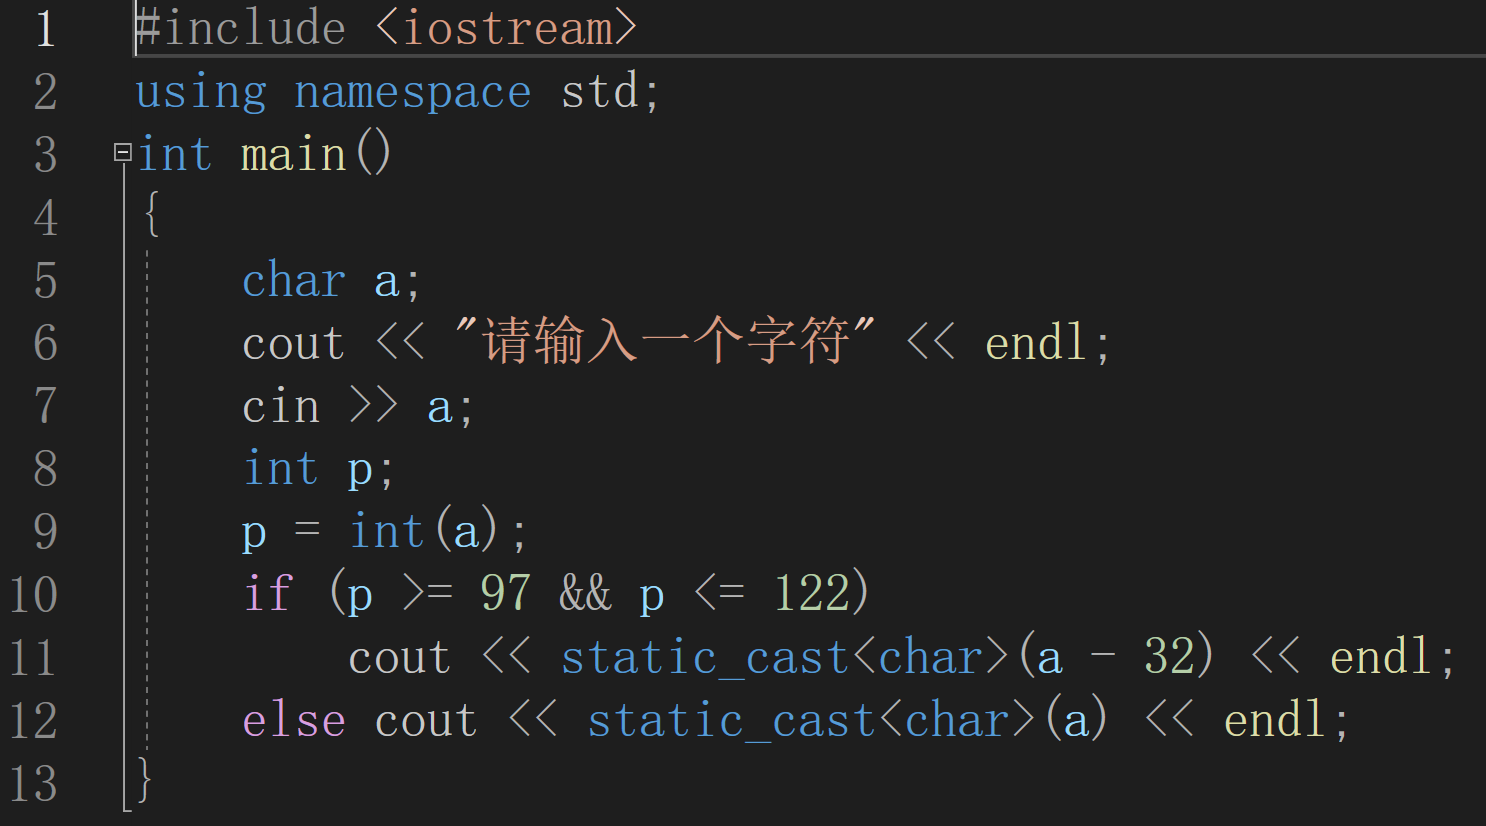 1 #include <iostream>
2 using namespace std;
3 int main()
4 {
5     char a;
6     cout << "请输入一个字符" << endl;
7     cin >> a;
8     int p;
9     p = int(a);
10     if (p >= 97 && p <= 122)
11         cout << static_cast<char>(a - 32) << endl;
12     else cout << static_cast<char>(a) << endl;
13 }